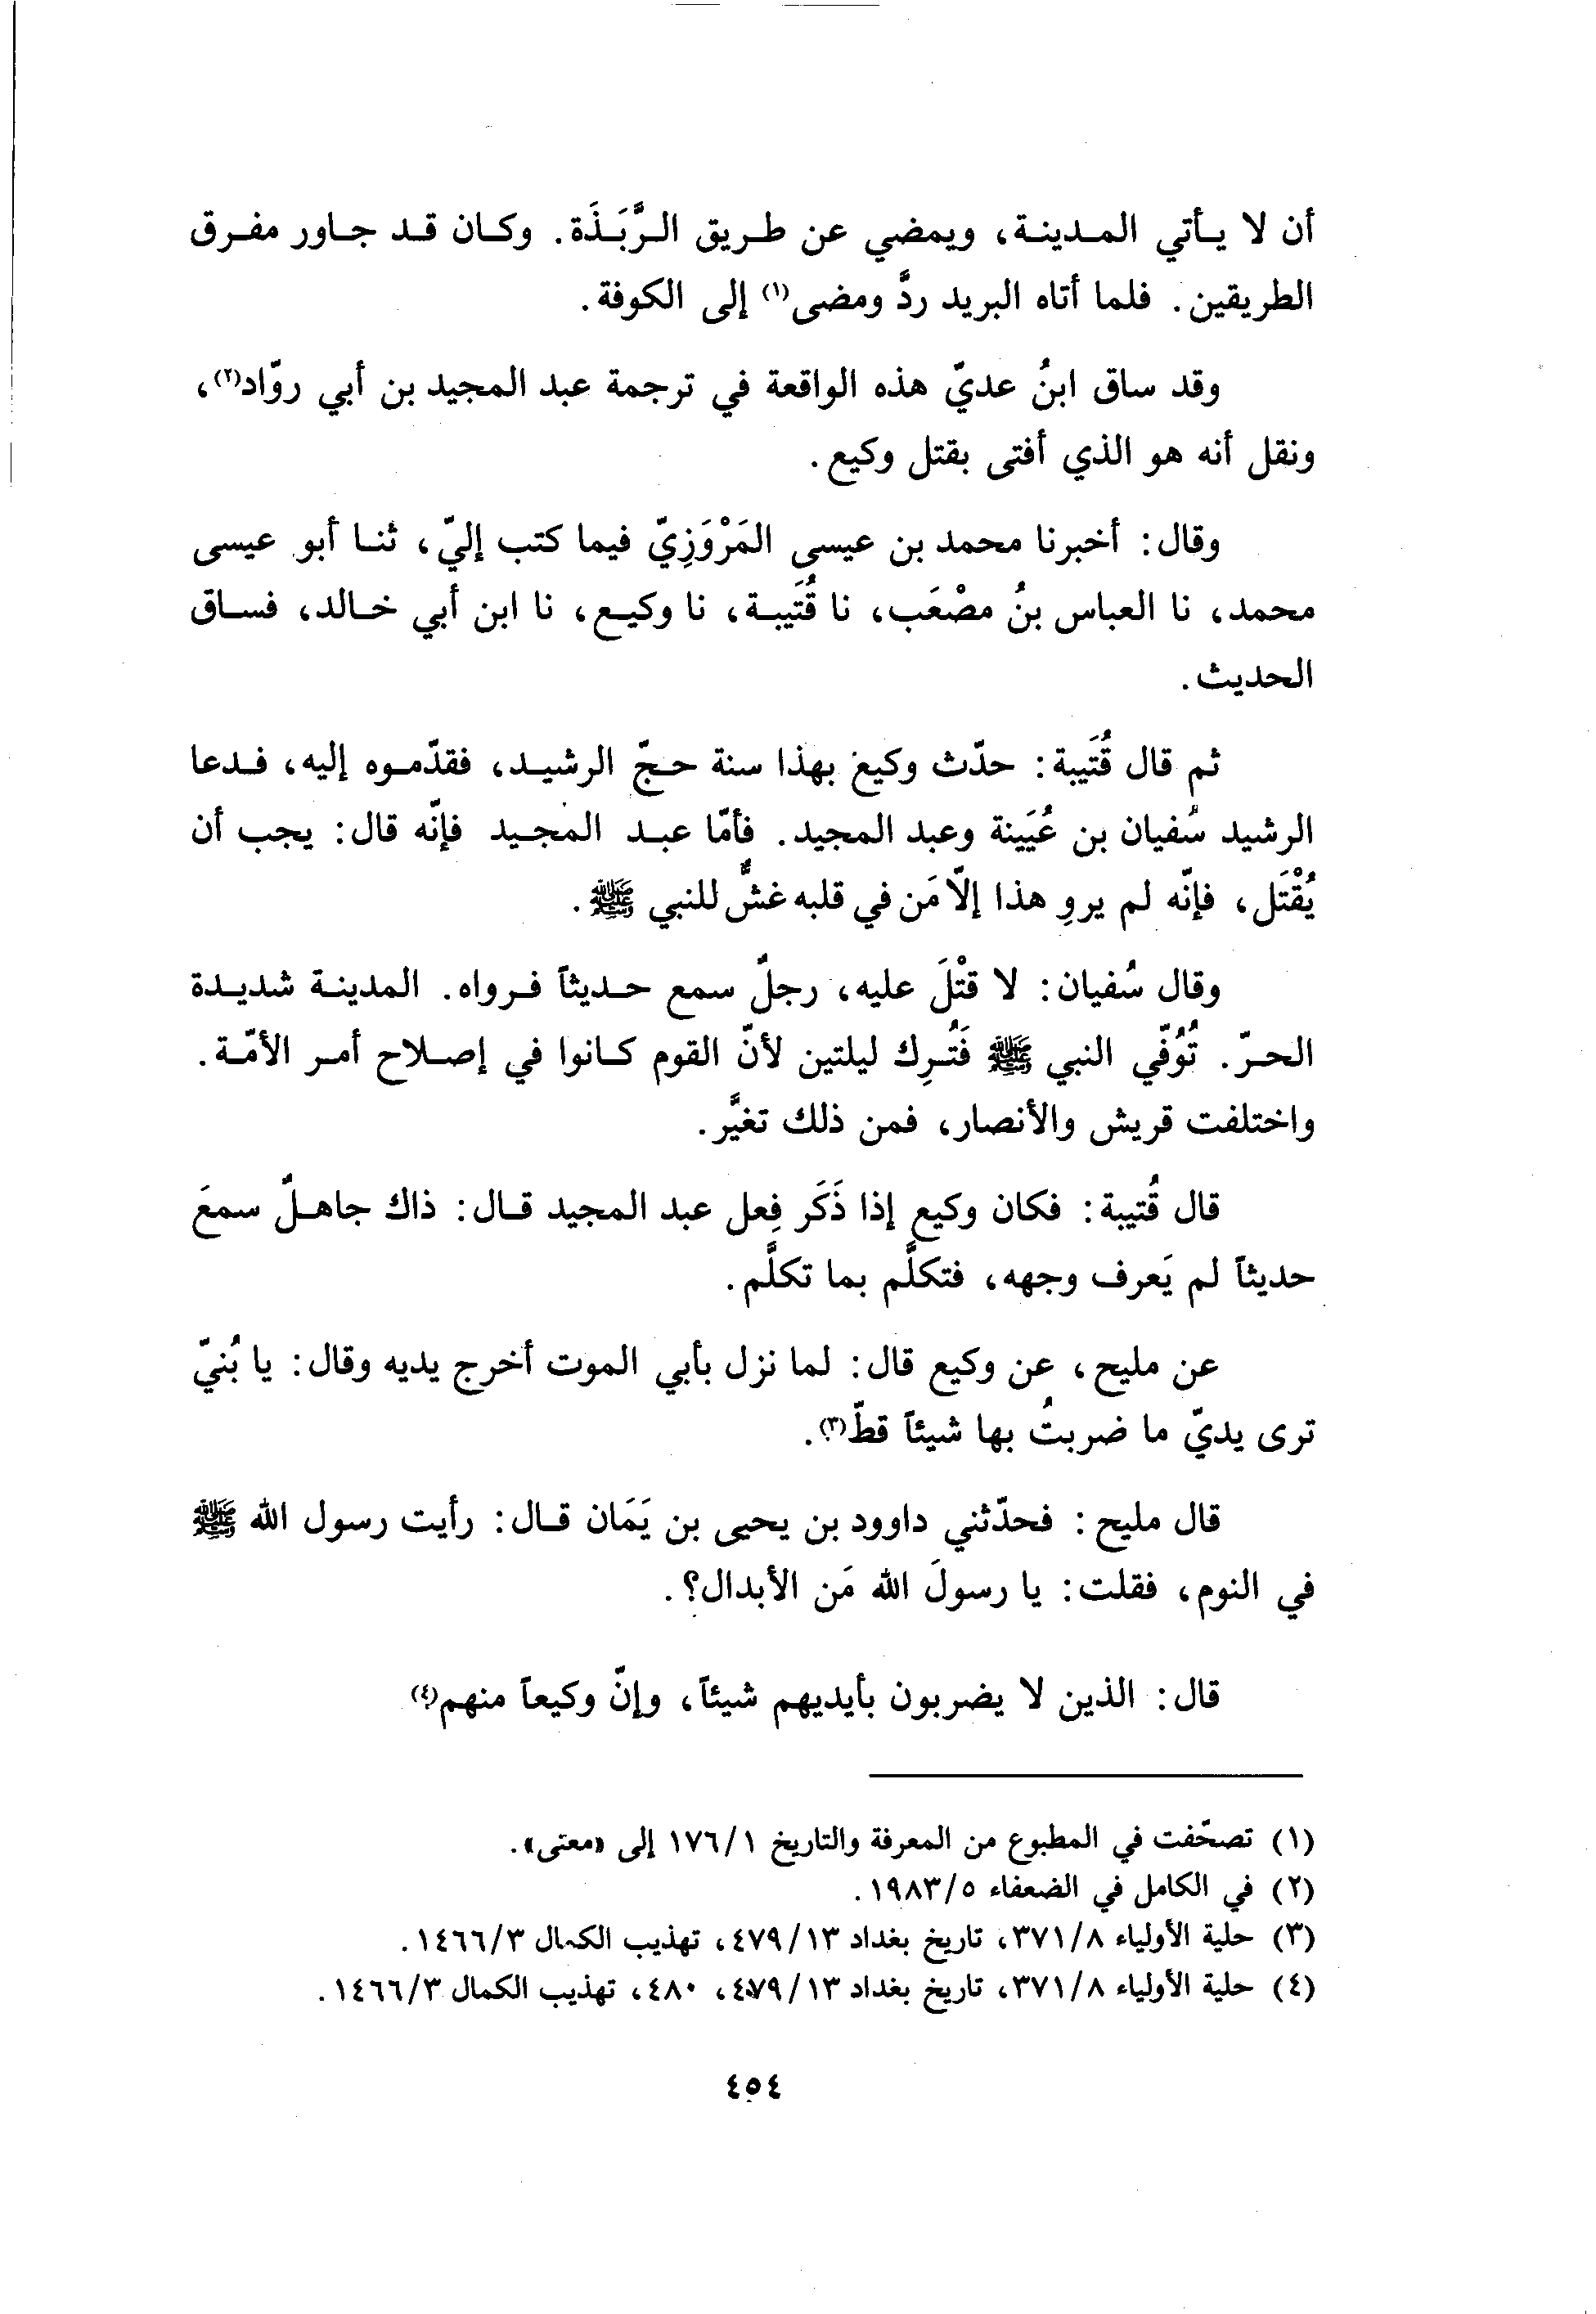 أن لا يأتي المدينة، ويمضي عن طريق الرَّبَذَة. وكان قد جاور مفرق
الطريقين. فلما أتاه البريد ردَّ ومضى(١) إلى الكوفة.
وقد ساق ابنُ عديّ هذه الواقعة في ترجمة عبد المجيد بن أبي روّاد(٢)،
ونقل أنه هو الذي أفتى بقتل وكيع.
وقال: أخبرنا محمد بن عيسى المَرْوَزِيّ فيما كتب إليّ، ثنا أبو عيسى
محمد، نا العباس بنُ مصْعَب، نا قُتَيبة، نا وكيع، نا ابن أبي خالد، فساق
الحديث.
ثم قال قُتَيبة: حدّث وكيع بهذا سنة حجّ الرشيد، فقدّموه إليه، فدعا
الرشيد سُفيان بن عُيَينة وعبد المجيد. فأمّا عبد المجيد فإنّه قال: يجب أن
يُقْتَل، فإنّه لم يروِ هذا إلّا مَن في قلبه غشٌّ للنبي ﷺ.
وقال سُفيان: لا قتْلَ عليه، رجلٌ سمع حديثاً فرواه. المدينة شديدة
الحرّ. تُوُفّي النبي ﷺ فَتُرِك ليلتين لأنّ القوم كانوا في إصلاح أمر الأمّة.
واختلفت قريش والأنصار، فمن ذلك تغيَّر.
قال قُتيبة: فكان وكيع إذا ذَكَر فِعل عبد المجيد قال: ذاك جاهلٌ سمعَ
حديثاً لم يَعرف وجهه، فتكلَّم بما تكلَّم.
عن مليح، عن وكيع قال: لما نزل بأبي الموت أخرج يديه وقال: يا بُنيّ
ترى يديّ ما ضربتُ بها شيئاً قطّ(٣).
قال مليح: فحدّثني داوود بن يحيى بن يَمَان قال: رأيت رسول الله ﷺ
في النوم، فقلت: يا رسولَ الله مَن الأبدال؟.
قال: الذين لا يضربون بأيديهم شيئاً، وإنّ وكيعاً منهم(٤)
(١) تصحّفت في المطبوع من المعرفة والتاريخ ١٧٦/١ إلى «معتى».
(٢) في الكامل في الضعفاء ١٩٨٣/٥.
(٣) حلية الأولياء ٣٧١/٨، تاريخ بغداد ٤٧٩/١٣، تهذيب الكمال ١٤٦٦/٣.
(٤) حلية الأولياء ٣٧١/٨، تاريخ بغداد ٤٧٩/١٣، ٤٨٠، تهذيب الكمال ١٤٦٦/٣.
٤٥٤